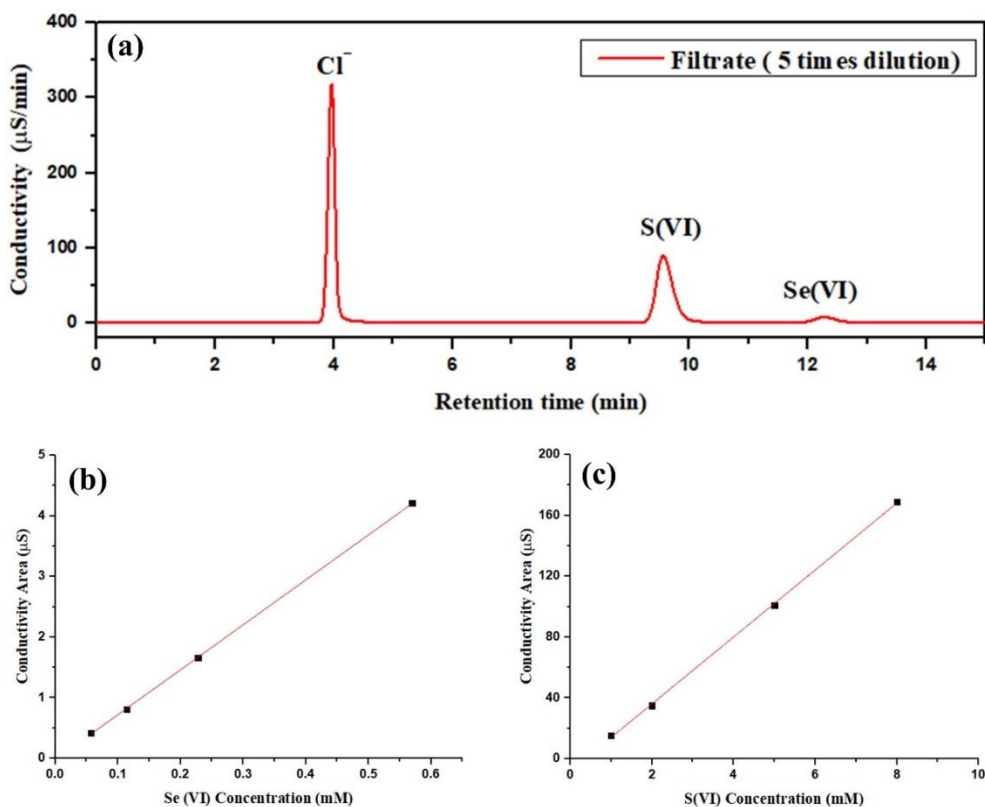 (a)
Cl⁻
S(VI)
Se(VI)
Filtrate ( 5 times dilution)
Conductivity (µS/min)
400
300
200
100
0
0 2 4 6 8 10 12 14
Retention time (min)
(b)
Conductivity Area (µS)
5
4
3
2
1
0
0.0 0.1 0.2 0.3 0.4 0.5 0.6
Se (VI) Concentration (mM)
(c)
Conductivity Area (µS)
200
160
120
80
40
0
0 2 4 6 8 10
S(VI) Concentration (mM)